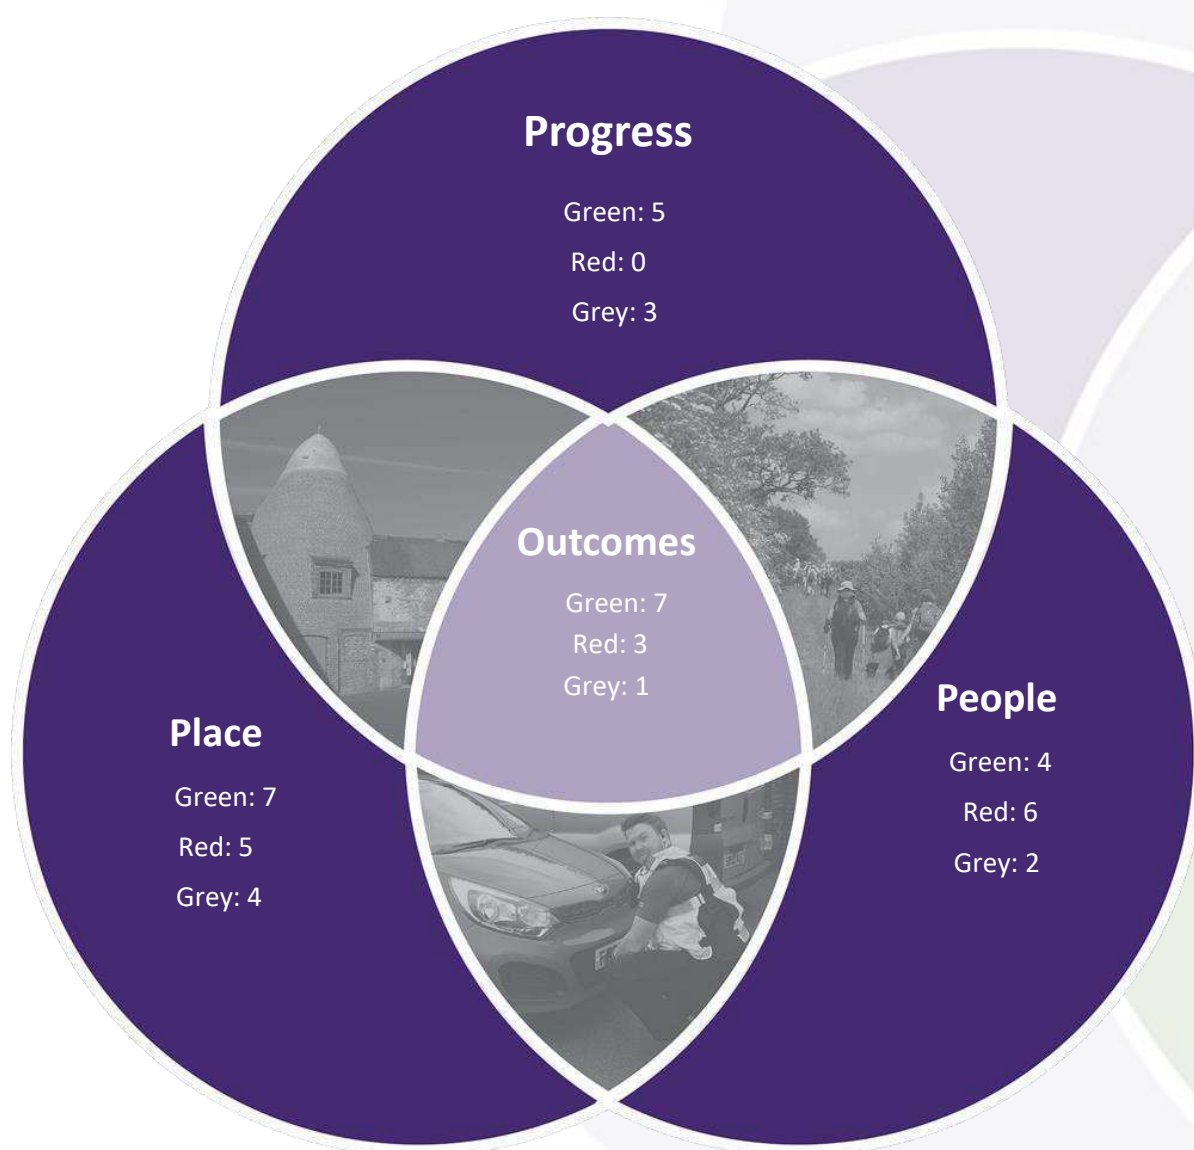 Progress
Green: 5
Red: 0
Grey: 3
Outcomes
Green: 7
Red: 3
Grey: 1
Place
Green: 7
Red: 5
Grey: 4
People
Green: 4
Red: 6
Grey: 2